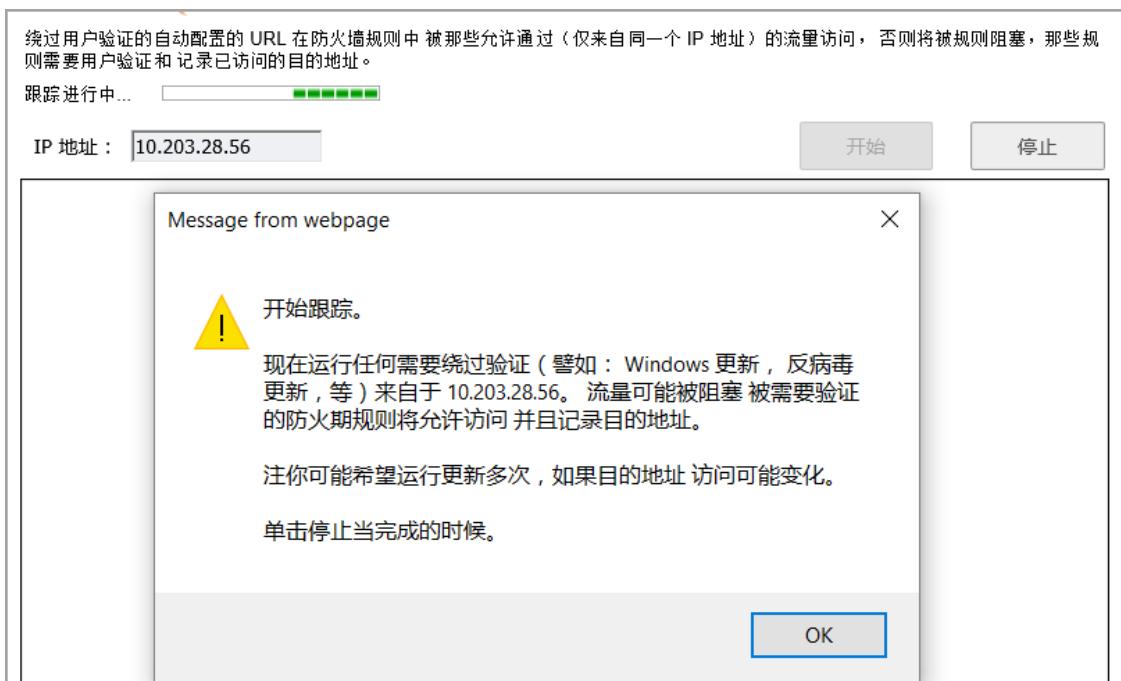 绕过用户验证的自动配置的 URL 在防火墙规则中 被那些允许通过（仅来自同一个 IP 地址）的流量访问，否则将被规则阻塞，那些规
则需要用户验证和 记录已访问的目的地址。
跟踪进行中...
IP 地址： 10.203.28.56 开始 停止
Message from webpage
开始跟踪。
现在运行任何需要绕过验证（譬如： Windows 更新， 反病毒
更新，等）来自于 10.203.28.56。 流量可能被阻塞 被需要验证
的防火期规则将允许访问 并且记录目的地址。
注你可能希望运行更新多次，如果目的地址 访问可能变化。
单击停止当完成的时候。
OK